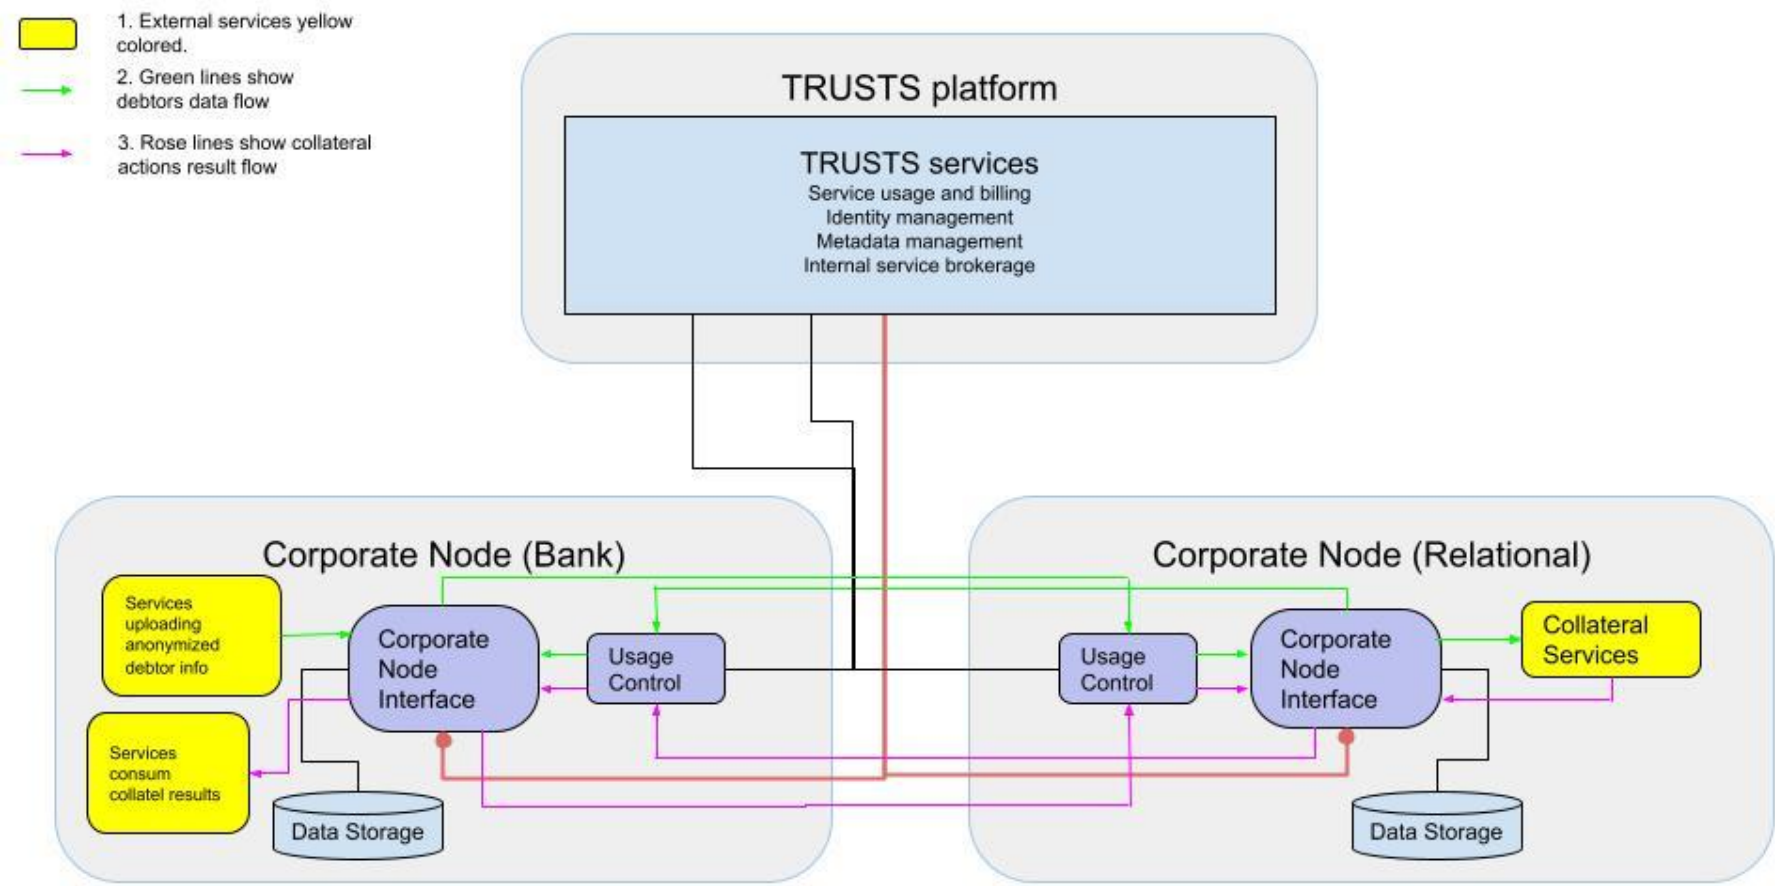 1. External services yellow
colored.
2. Green lines show
debtors data flow
3. Rose lines show collateral
actions result flow
TRUSTS platform
TRUSTS services
Service usage and billing
Identity management
Metadata management
Internal service brokerage
Corporate Node (Bank)
Services
uploading
anonymized
debtor info
Corporate
Node
Interface
Usage
Control
Services
consum
collatel results
Data Storage
Corporate Node (Relational)
Usage
Control
Corporate
Node
Interface
Collateral
Services
Data Storage